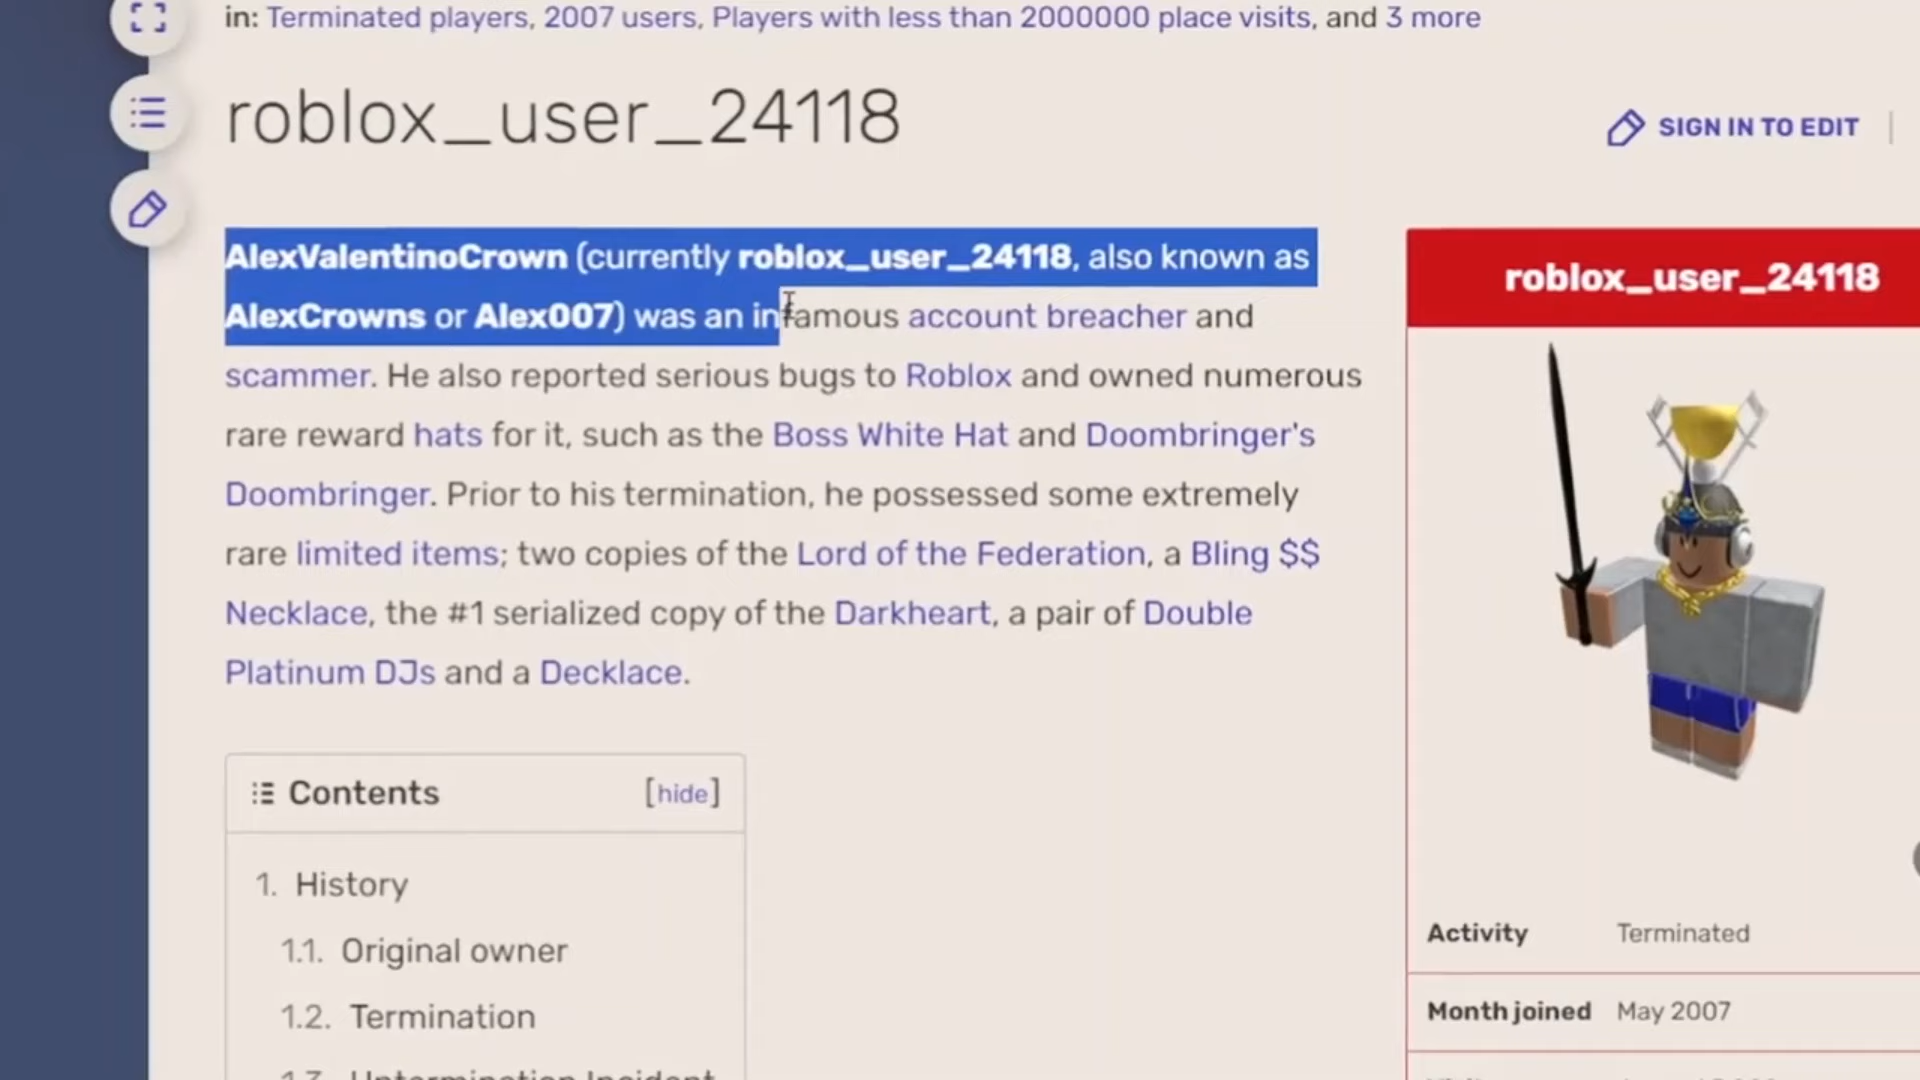 in: Terminated players, 2007 users, Players with less than 2000000 place visits, and 3 more
roblox_user_24118
SIGN IN TO EDIT
AlexValentinoCrown (currently roblox_user_24118, also known as
AlexCrowns or Alex007) was an infamous account breacher and
scammer. He also reported serious bugs to Roblox and owned numerous
rare reward hats for it, such as the Boss White Hat and Doombringer's
Doombringer. Prior to his termination, he possessed some extremely
rare limited items; two copies of the Lord of the Federation, a Bling $$
Necklace, the #1 serialized copy of the Darkheart, a pair of Double
Platinum DJs and a Decklace.
Contents [hide]
1. History
1.1. Original owner
1.2. Termination
1.3. Untermination Incident
roblox_user_24118
Activity Terminated
Month joined May 2007